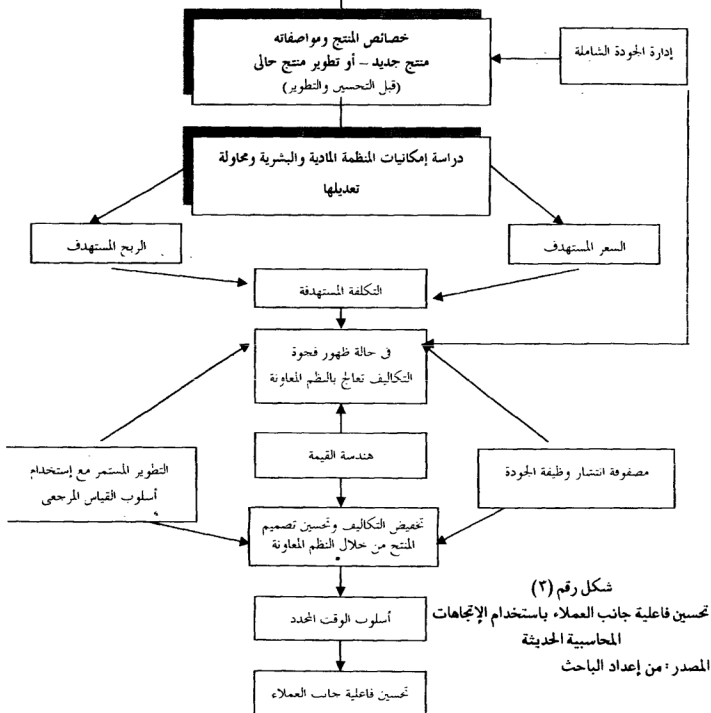 خصائص المنتج ومواصفاته
منتج جديد – أو تطوير منتج حالى
(قبل التحسين والتطوير)
إدارة الجودة الشاملة
دراسة إمكانيات المنظمة المادية والبشرية ومحاولة
تعديلها
السعر المستهدف
الربح المستهدف
التكلفة المستهدفة
فى حالة ظهور فجوة
التكاليف تعالج بالنظم المعاونة
هندسة القيمة
مصفوفة انتشار وظيفة الجودة
التطوير المستمر مع إستخدام
أسلوب القياس المرجعى
تخفيض التكاليف وتحسين تصميم
المنتج من خلال النظم المعاونة
أسلوب الوقت المحدد
تحسين فاعلية جانب العملاء
شكل رقم (٣)
تحسين فاعلية جانب العملاء باستخدام الإتجاهات
المحاسبية الحديثة
المصدر : من إعداد الباحث